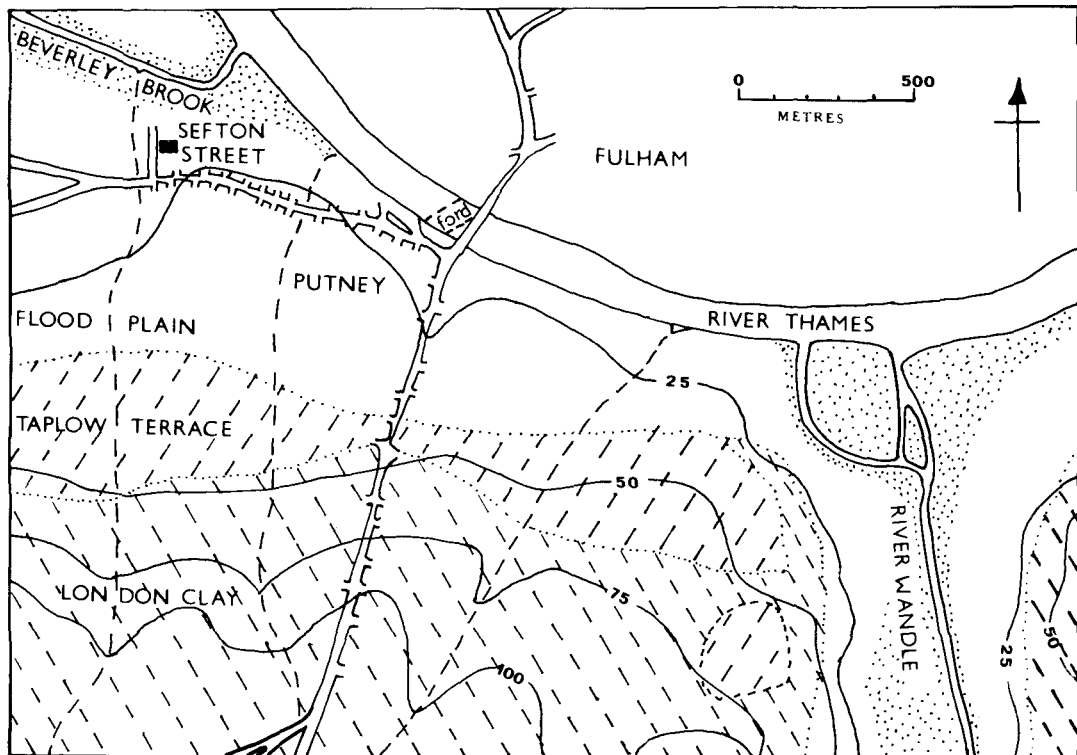 BEVERLEY BROOK
0 500
METRES
SEFTON
STREET
FULHAM
ford
PUTNEY
RIVER THAMES
FLOOD PLAIN
25
TAPLOW TERRACE
50
RIVER WANDLE
LONDON CLAY
75
100
25
50